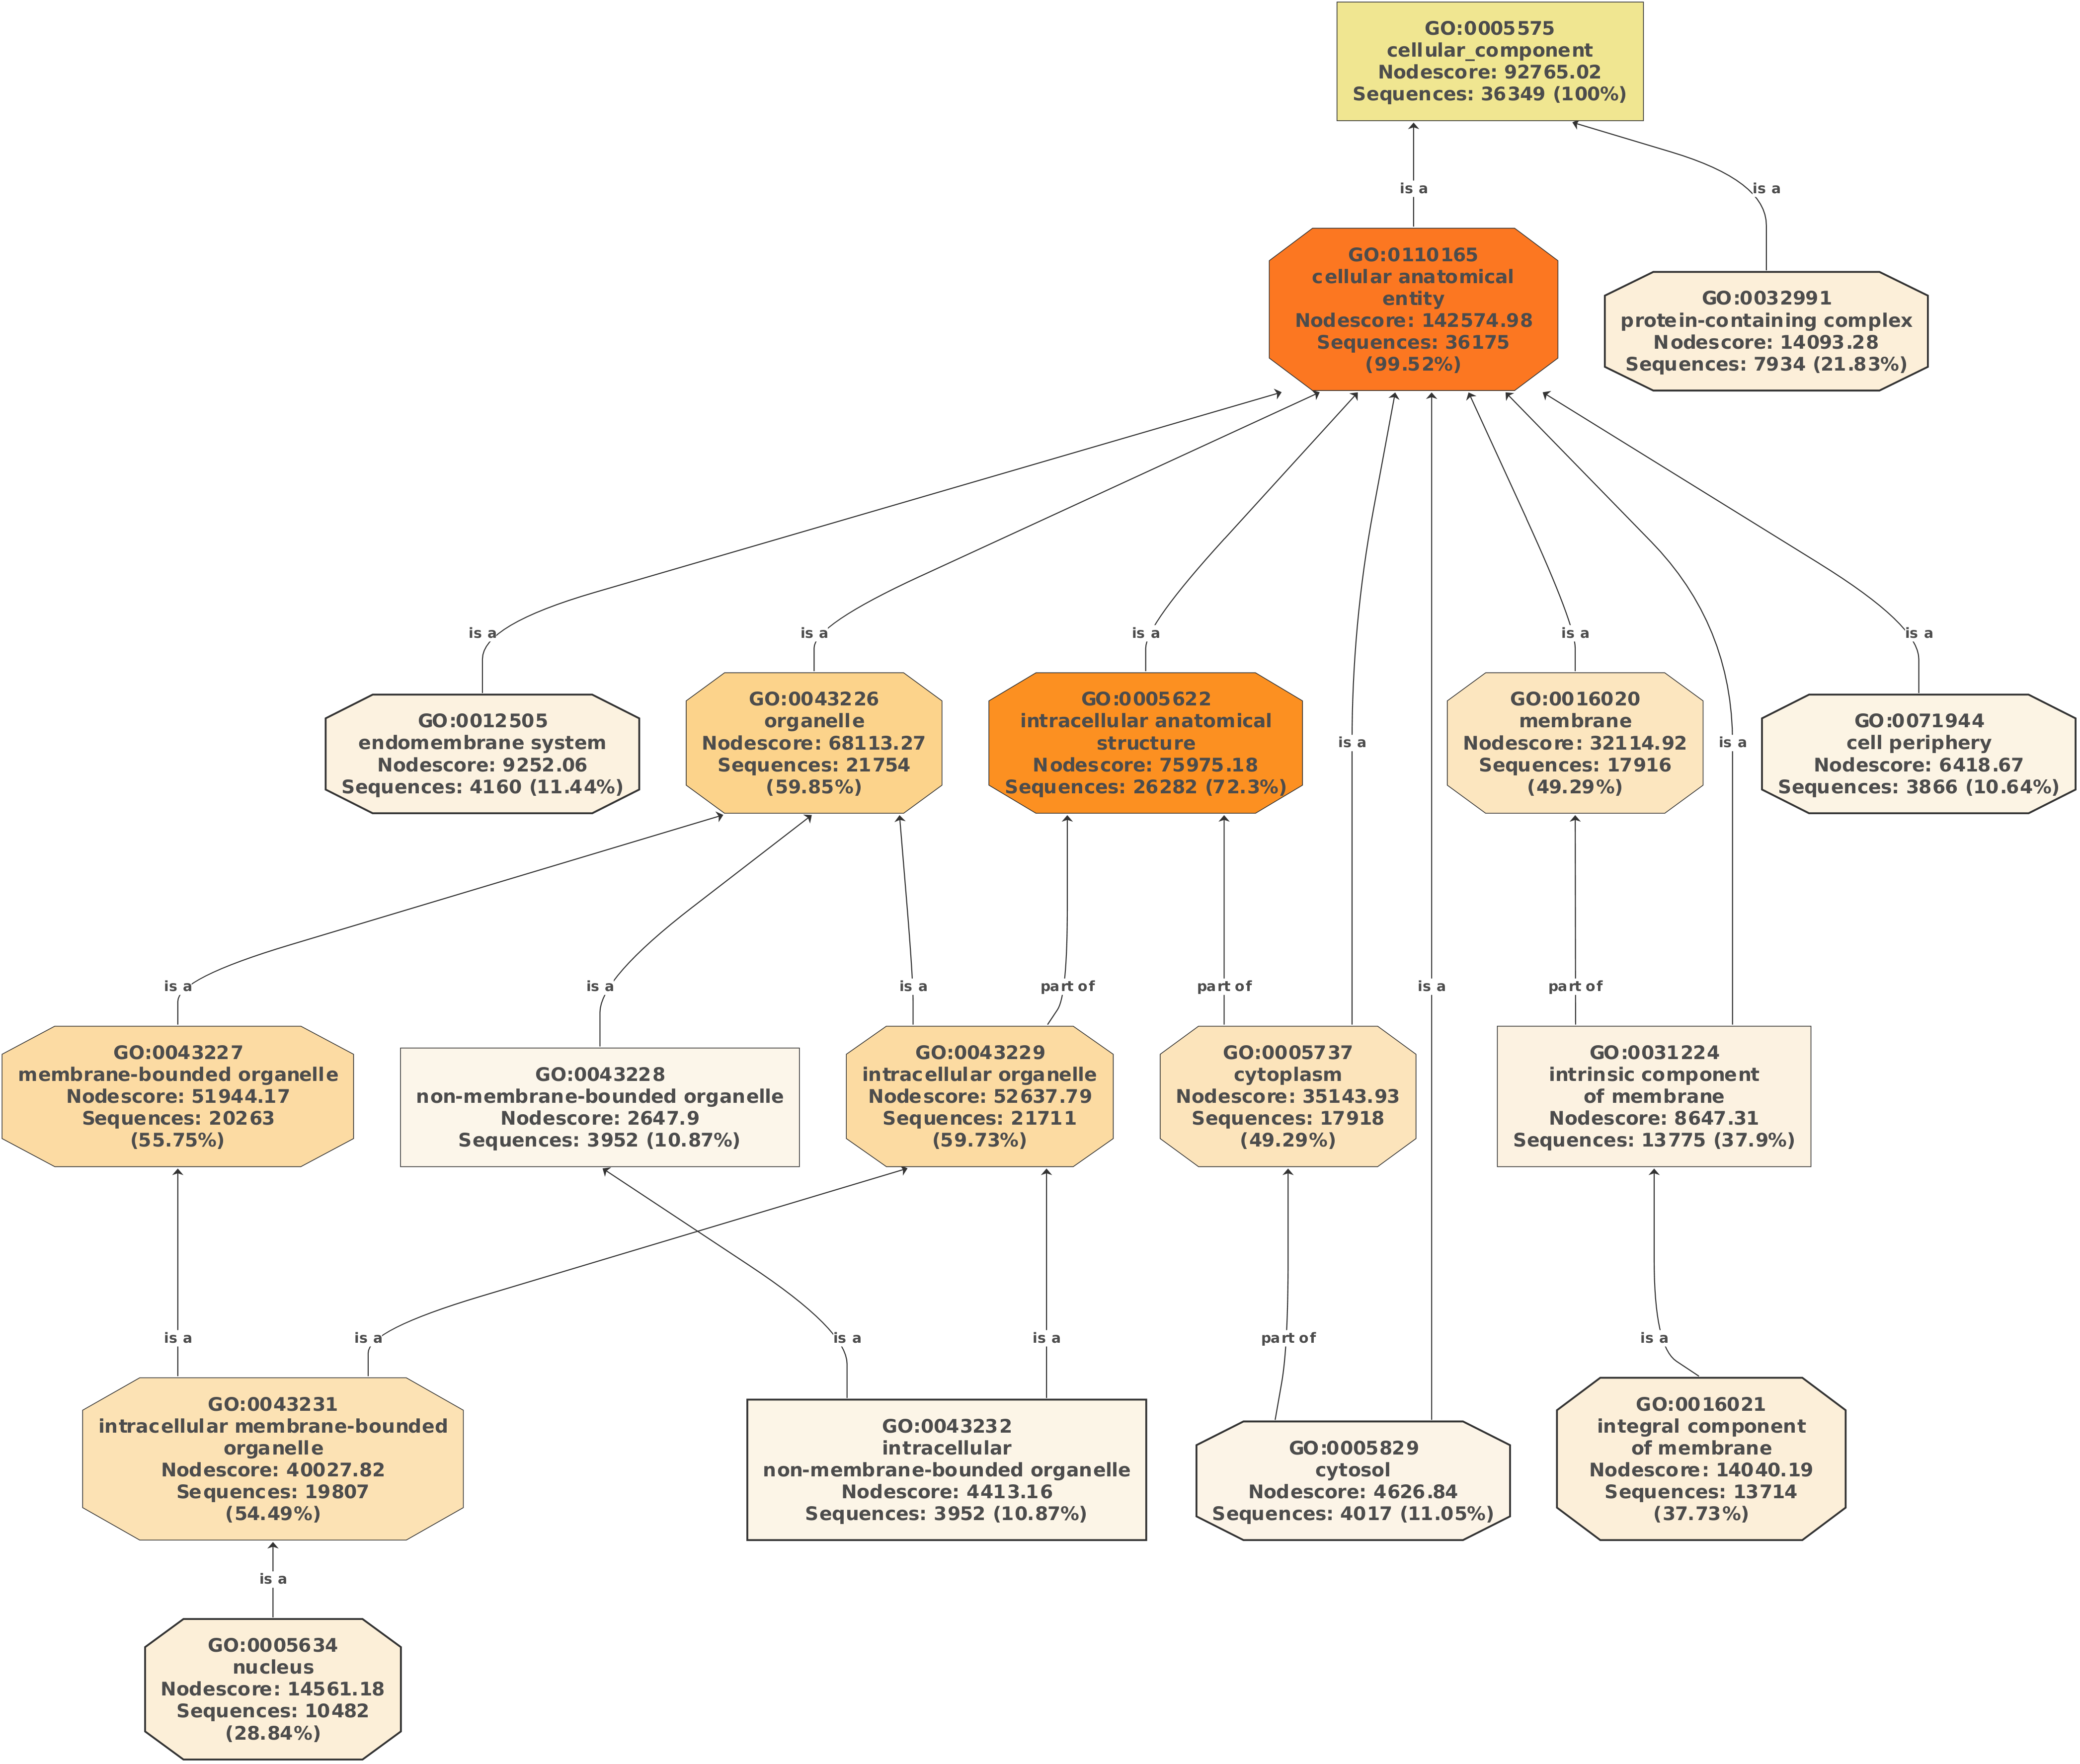 GO:0005575
cellular_component
Nodescore: 92765.02
Sequences: 36349 (100%)
is a
is a
GO:0110165
cellular anatomical
entity
Nodescore: 142574.98
Sequences: 36175
(99.52%)
GO:0032991
protein-containing complex
Nodescore: 14093.28
Sequences: 7934 (21.83%)
is a
is a
is a
is a
is a
GO:0012505
endomembrane system
Nodescore: 9252.06
Sequences: 4160 (11.44%)
GO:0043226
organelle
Nodescore: 68113.27
Sequences: 21754
(59.85%)
GO:0005622
intracellular anatomical
structure
Nodescore: 75975.18
Sequences: 26282 (72.3%)
is a
GO:0016020
membrane
Nodescore: 32114.92
Sequences: 17916
(49.29%)
is a
GO:0071944
cell periphery
Nodescore: 6418.67
Sequences: 3866 (10.64%)
is a
is a
is a
part of
part of
is a
part of
GO:0043227
membrane-bounded organelle
Nodescore: 51944.17
Sequences: 20263
(55.75%)
GO:0043228
non-membrane-bounded organelle
Nodescore: 2647.9
Sequences: 3952 (10.87%)
GO:0043229
intracellular organelle
Nodescore: 52637.79
Sequences: 21711
(59.73%)
GO:0005737
cytoplasm
Nodescore: 35143.93
Sequences: 17918
(49.29%)
GO:0031224
intrinsic component
of membrane
Nodescore: 8647.31
Sequences: 13775 (37.9%)
is a
is a
is a
is a
part of
is a
GO:0043231
intracellular membrane-bounded
organelle
Nodescore: 40027.82
Sequences: 19807
(54.49%)
GO:0043232
intracellular
non-membrane-bounded organelle
Nodescore: 4413.16
Sequences: 3952 (10.87%)
GO:0005829
cytosol
Nodescore: 4626.84
Sequences: 4017 (11.05%)
GO:0016021
integral component
of membrane
Nodescore: 14040.19
Sequences: 13714
(37.73%)
is a
GO:0005634
nucleus
Nodescore: 14561.18
Sequences: 10482
(28.84%)